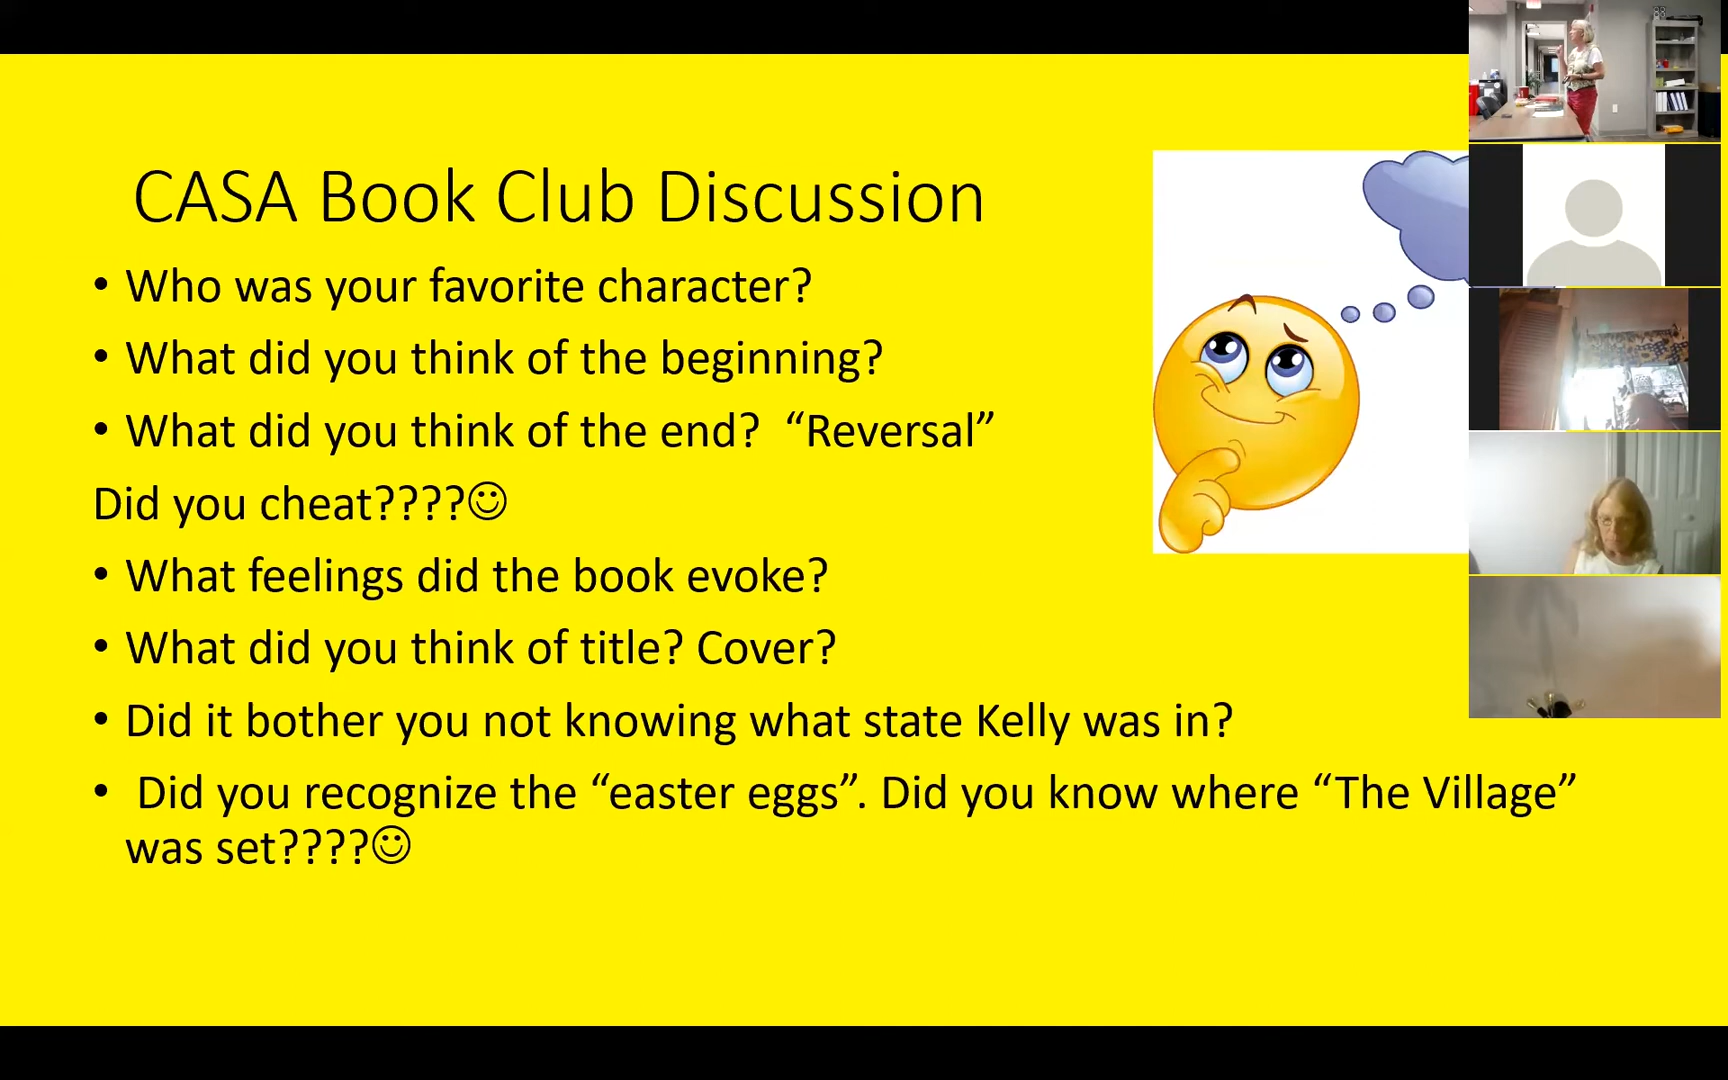 CASA Book Club Discussion
• Who was your favorite character?
• What did you think of the beginning?
• What did you think of the end?  “Reversal”
Did you cheat????☺
• What feelings did the book evoke?
• What did you think of title? Cover?
• Did it bother you not knowing what state Kelly was in?
• Did you recognize the “easter eggs”. Did you know where “The Village”
was set????☺